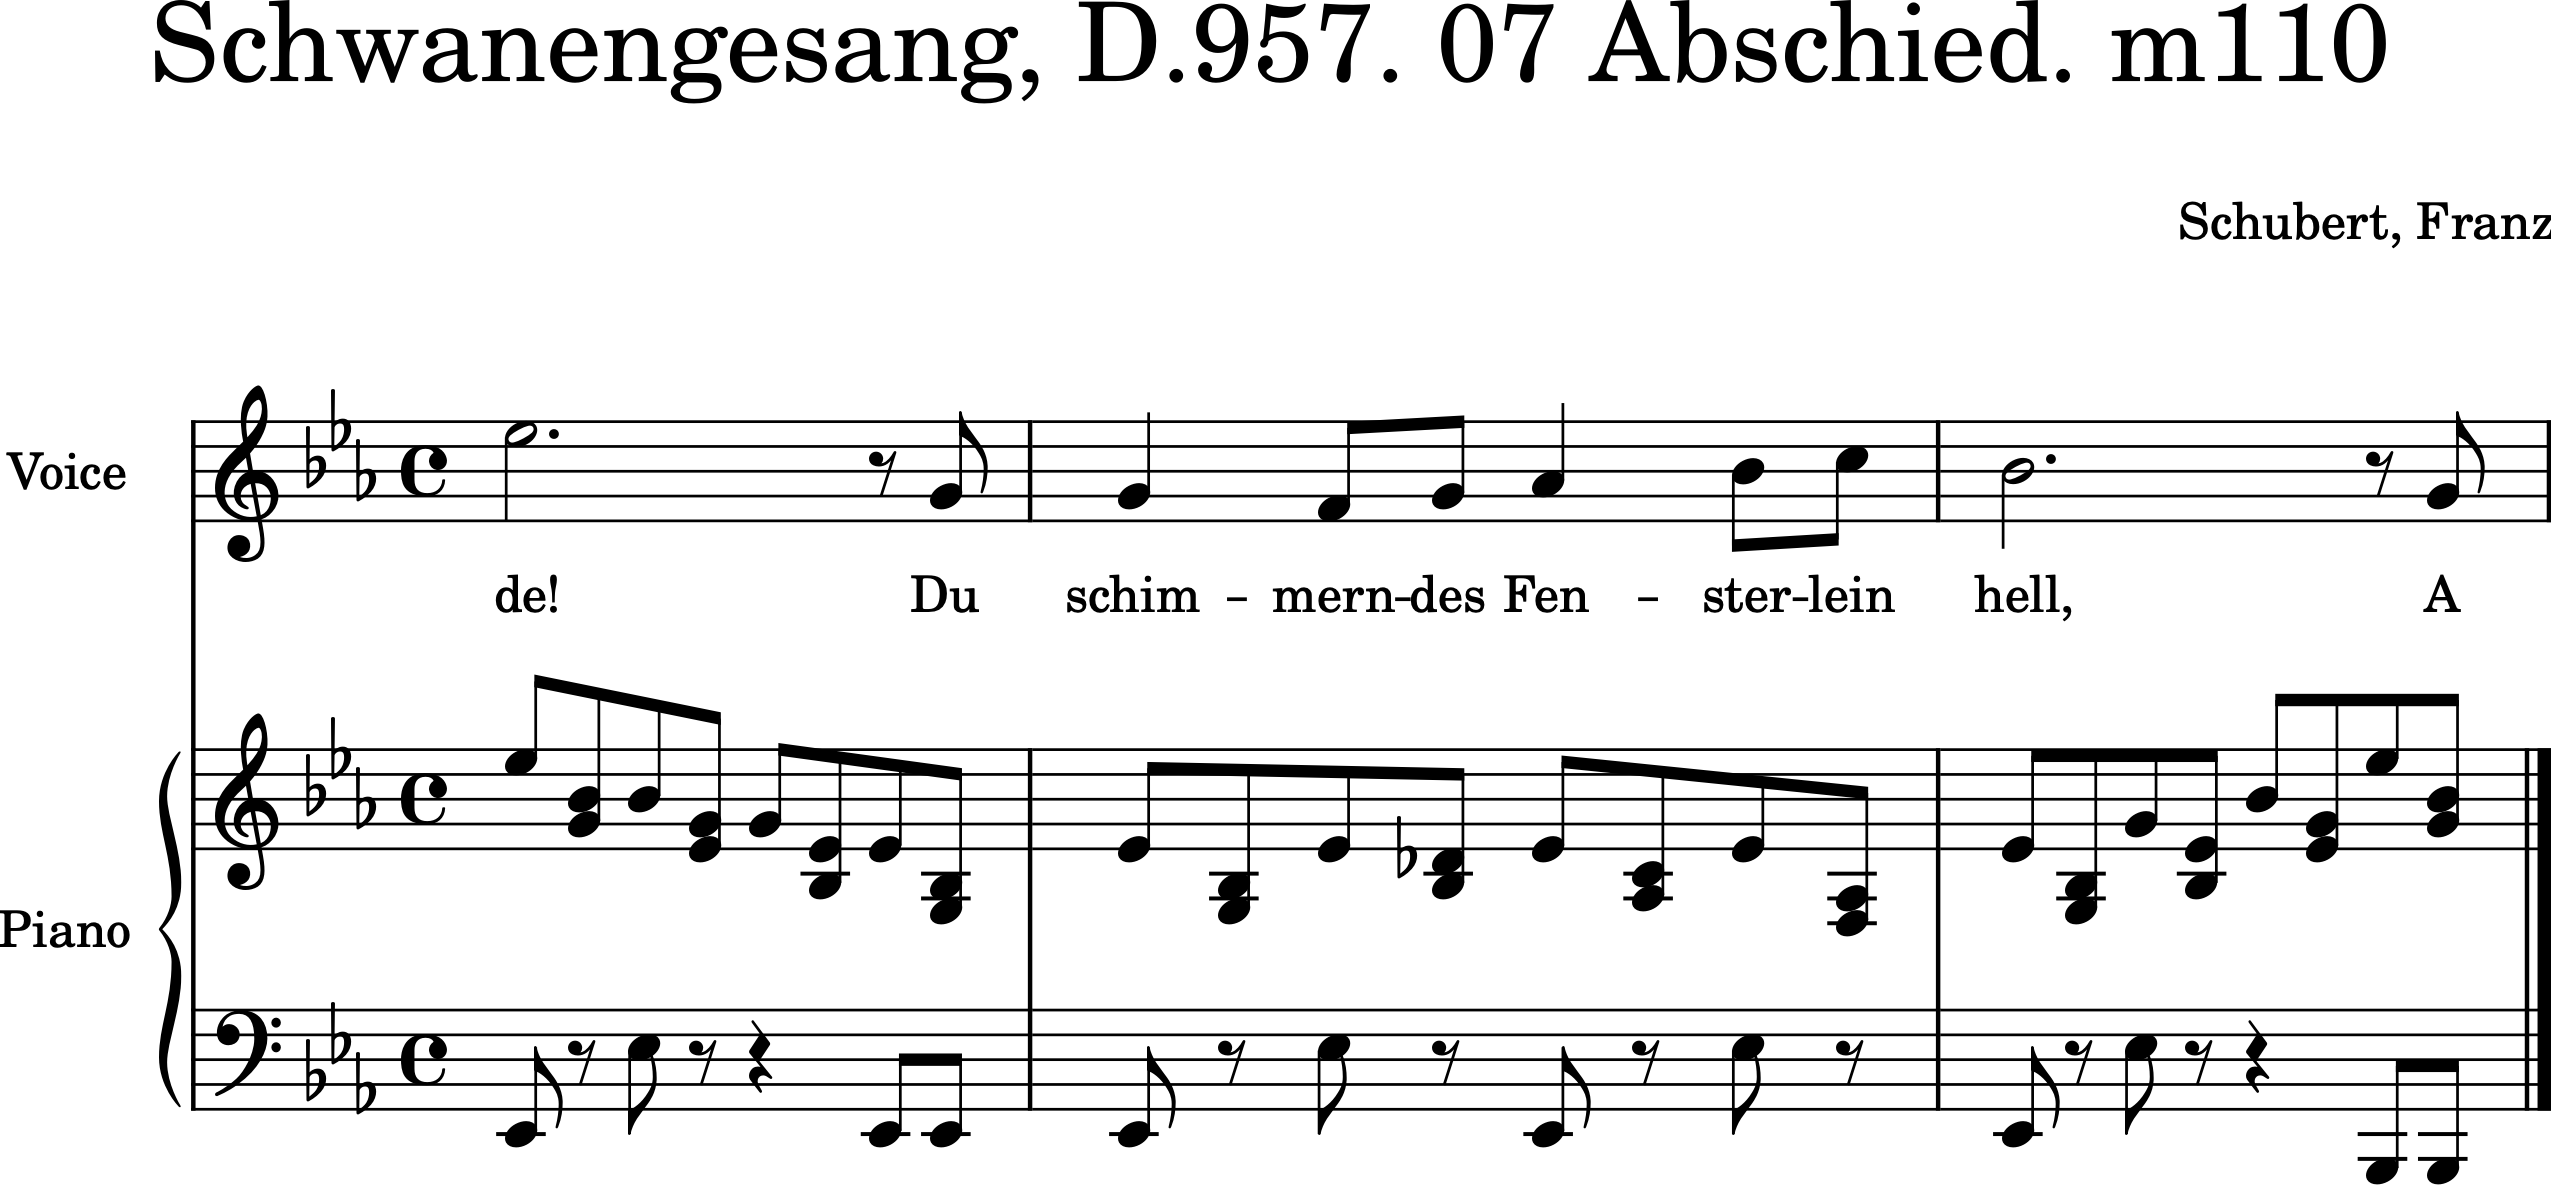 Schwanengesang, D.957. 07 Abschied. m110
Schubert, Franz
Voice
de! Du schim - mern-des Fen - ster-lein hell, A
Piano